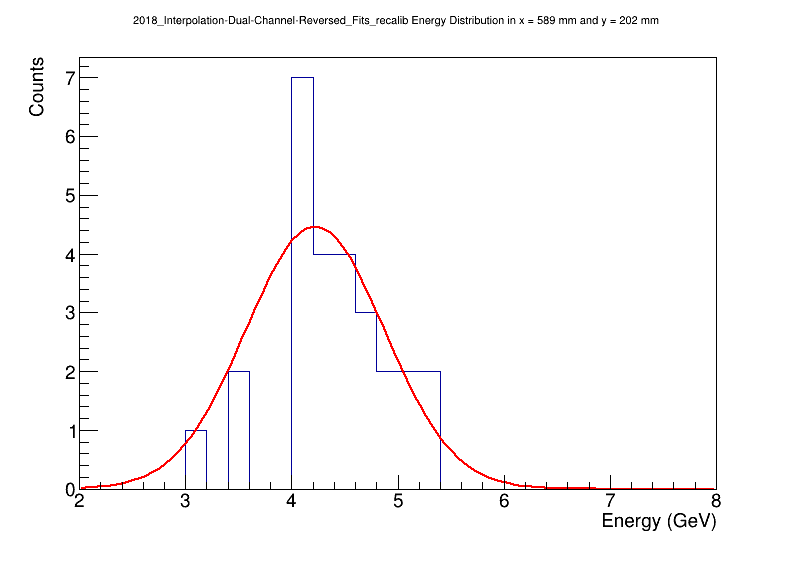 2018_Interpolation-Dual-Channel-Reversed_Fits_recalib Energy Distribution in x = 589 mm and y = 202 mm
Counts
7
6
5
4
3
2
1
0
2 3 4 5 6 7 8
Energy (GeV)